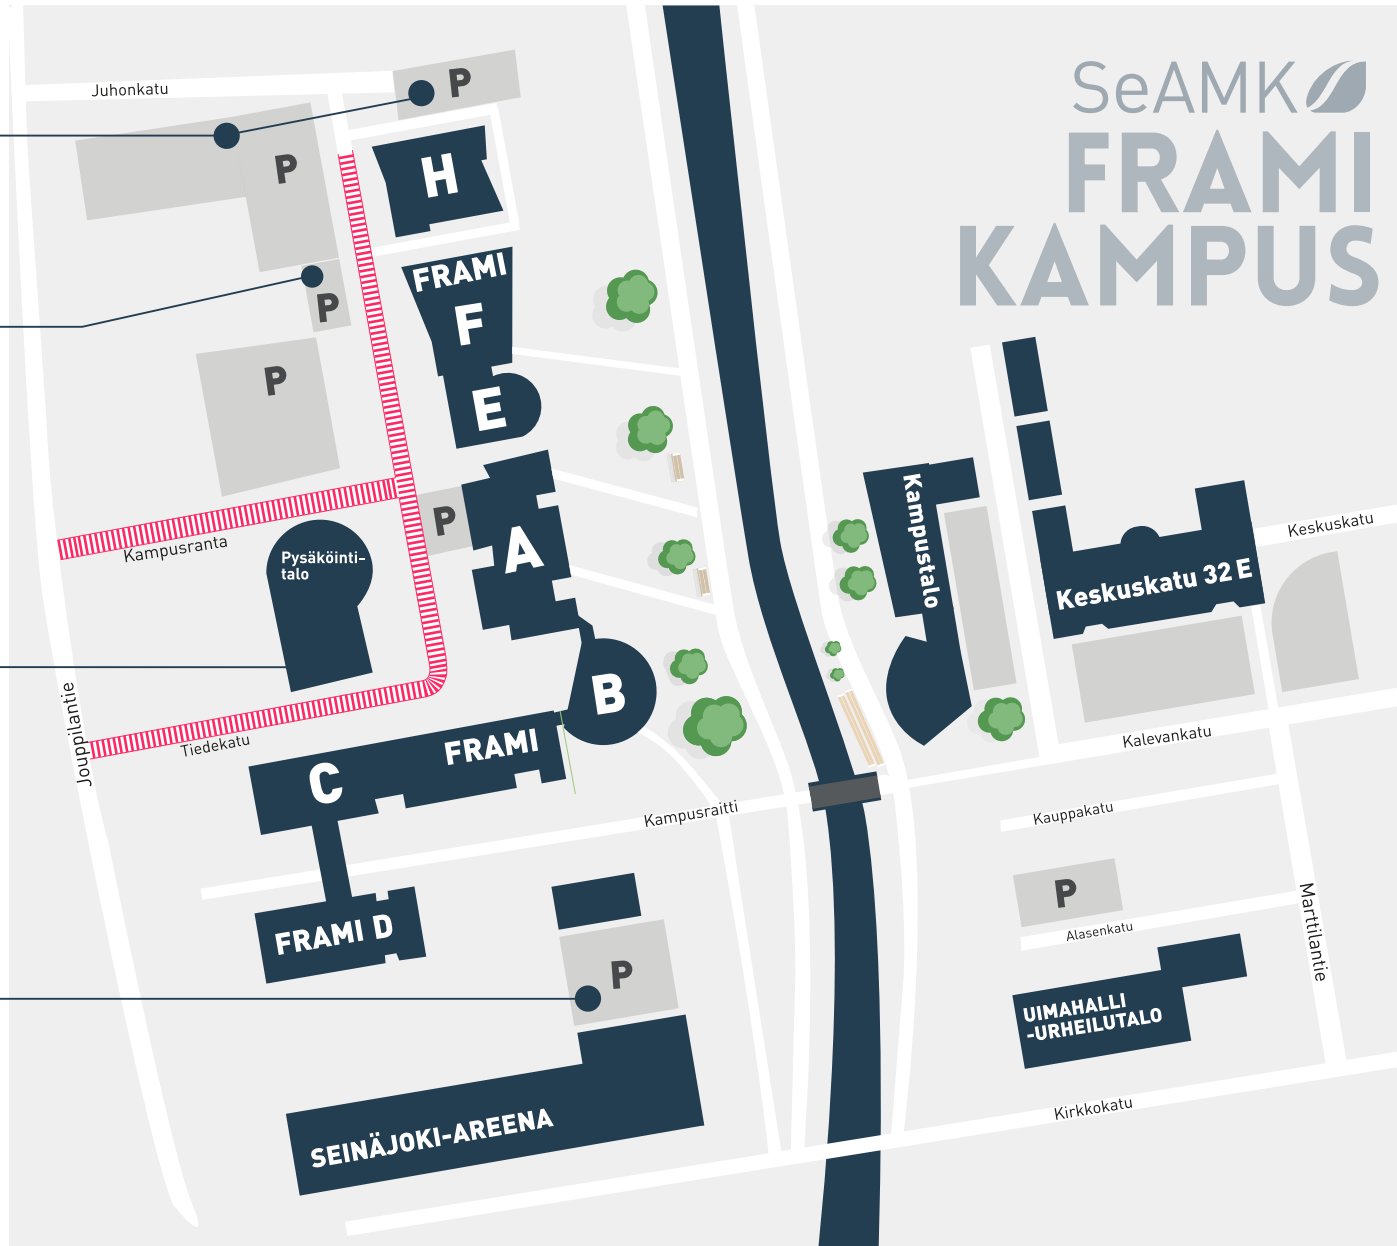 SeAMK
FRAMI
KAMPUS
Juhonkatu
P
P
H
FRAMI
F
P
P
E
Kampusranta
P
A
Pysäköinti-
talo
Kampustalo
Keskuskatu
Keskuskatu 32 E
Jouppilantie
Tiedekatu
B
FRAMI
C
Kampusraitti
Kalevankatu
Kauppakatu
P
Alasenkatu
Marttilantie
FRAMI D
P
UIMAHALLI
-URHEILUTALO
SEINÄJOKI-AREENA
Kirkkokatu